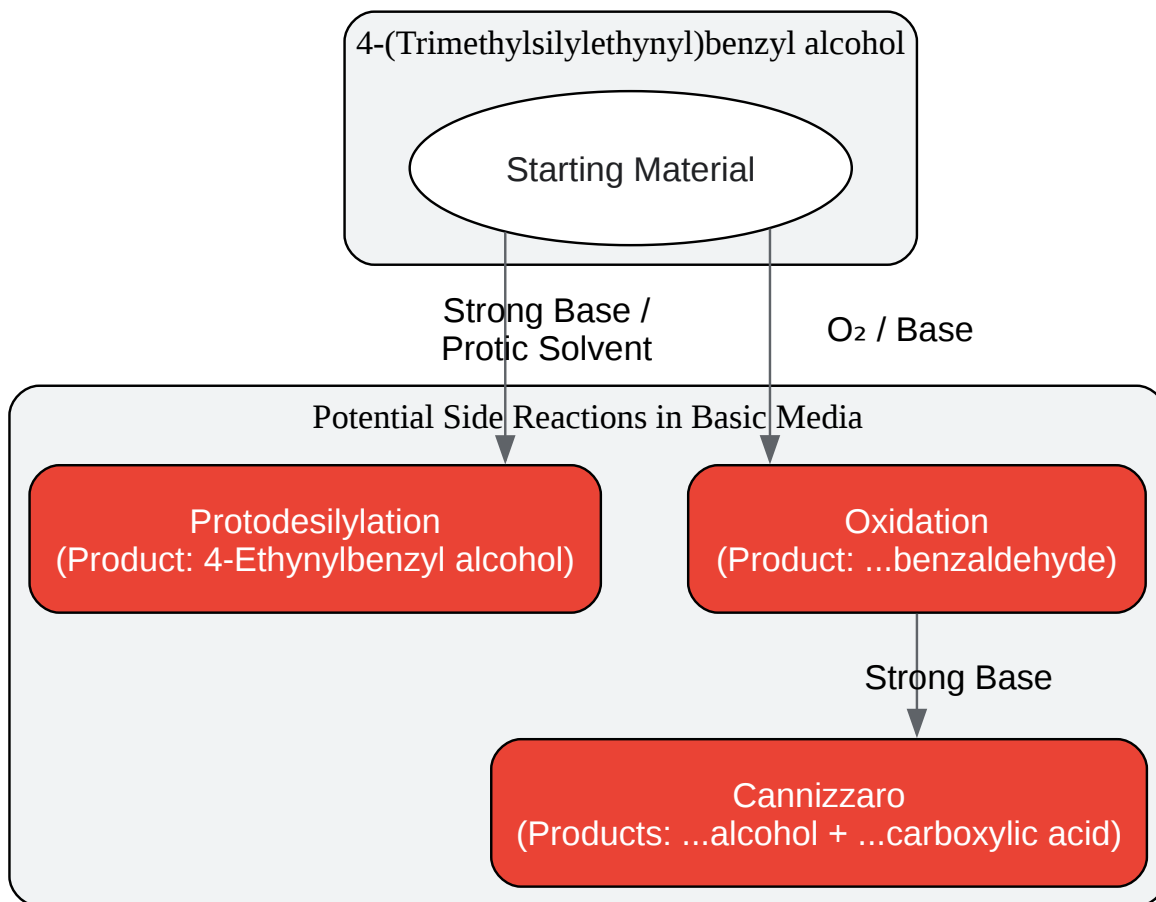 4-(Trimethylsilylethynyl)benzyl alcohol
Starting Material
Strong Base /
Protic Solvent
O₂ / Base
Potential Side Reactions in Basic Media
Protodesilylation
(Product: 4-Ethynylbenzyl alcohol)
Oxidation
(Product: ...benzaldehyde)
Strong Base
Cannizzaro
(Products: ...alcohol + ...carboxylic acid)